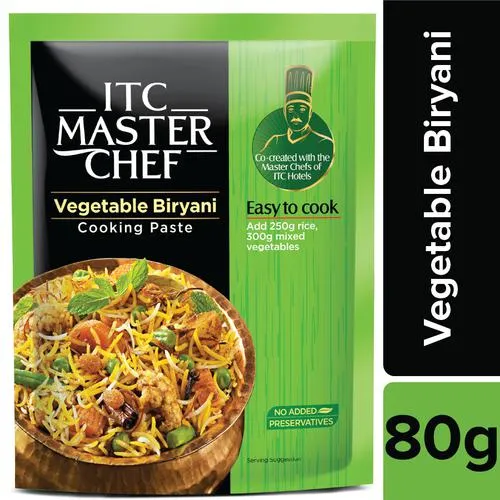 ITC
MASTER
CHEF
Vegetable Biryani
Cooking Paste
Co-created with the
Master Chefs of
ITC Hotels
Easy to cook
Add 250g rice,
300g mixed
vegetables
NO ADDED
PRESERVATIVES
Serving Suggestion
Vegetable Biryani
80g